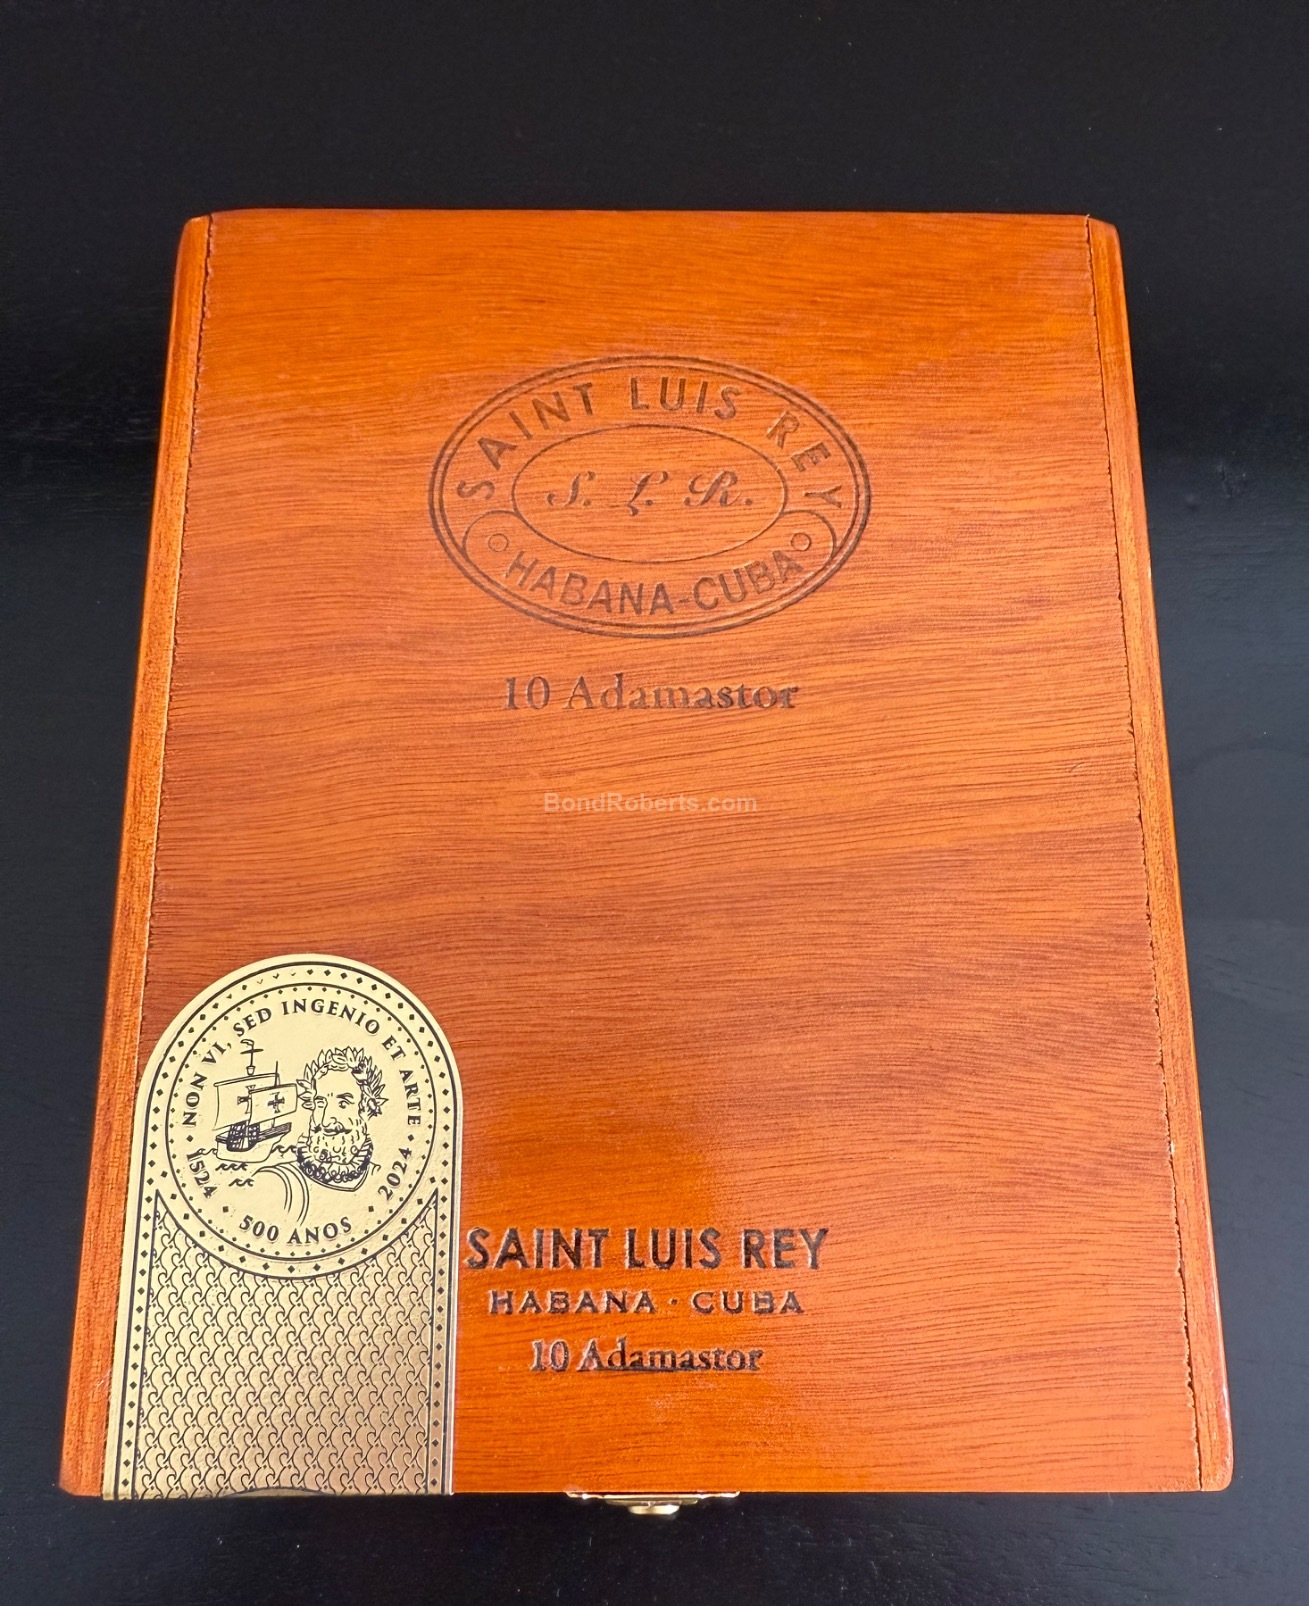 SAINT LUIS REY
S. L. R.
HABANA-CUBA
10 Adamastor
BondRoberts.com
NON VI, SED INGENIO ET ARTE
1524 · 500 ANOS · 2024
SAINT LUIS REY
HABANA · CUBA
10 Adamastor